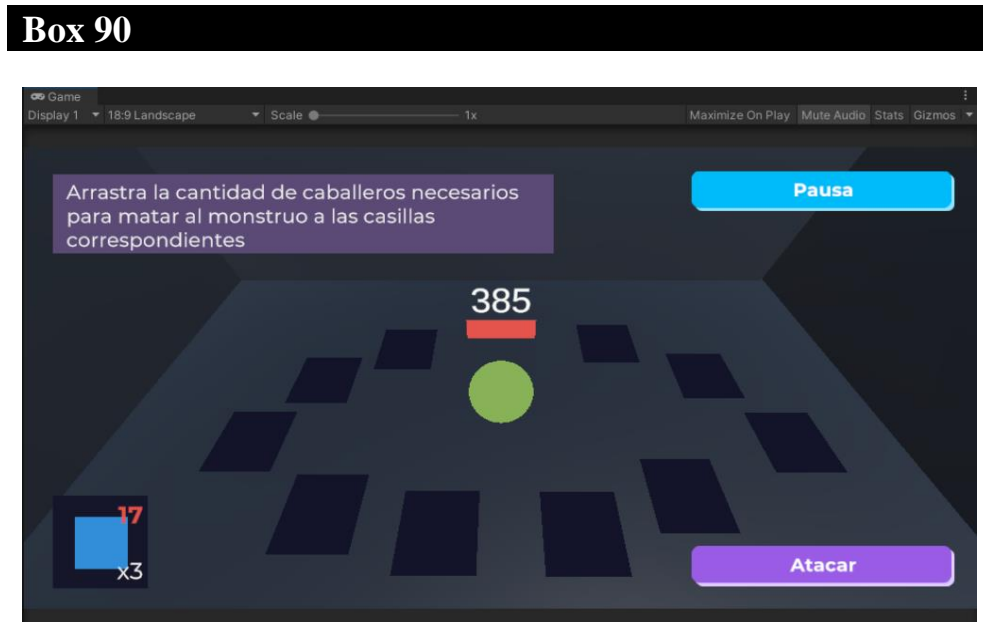 Box 90
Game
Display 1 18:9 Landscape Scale 1x Maximize On Play Mute Audio Stats Gizmos
Arrastra la cantidad de caballeros necesarios
para matar al monstruo a las casillas
correspondientes
Pausa
385
17
x3
Atacar